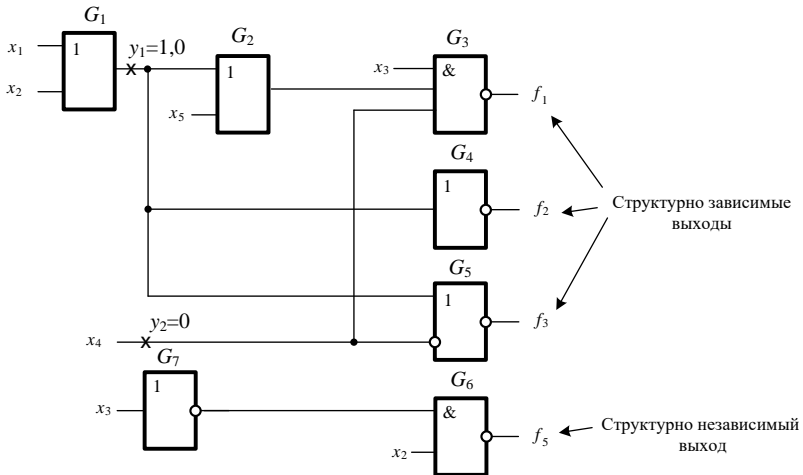 G1
x1
1
x2
y1=1,0
G2
1
x5
G3
x3
&
f1
G4
1
f2
Структурно зависимые
выходы
G5
1
f3
x4
y2=0
G7
1
x3
G6
&
x2
f5
Структурно независимый
выход